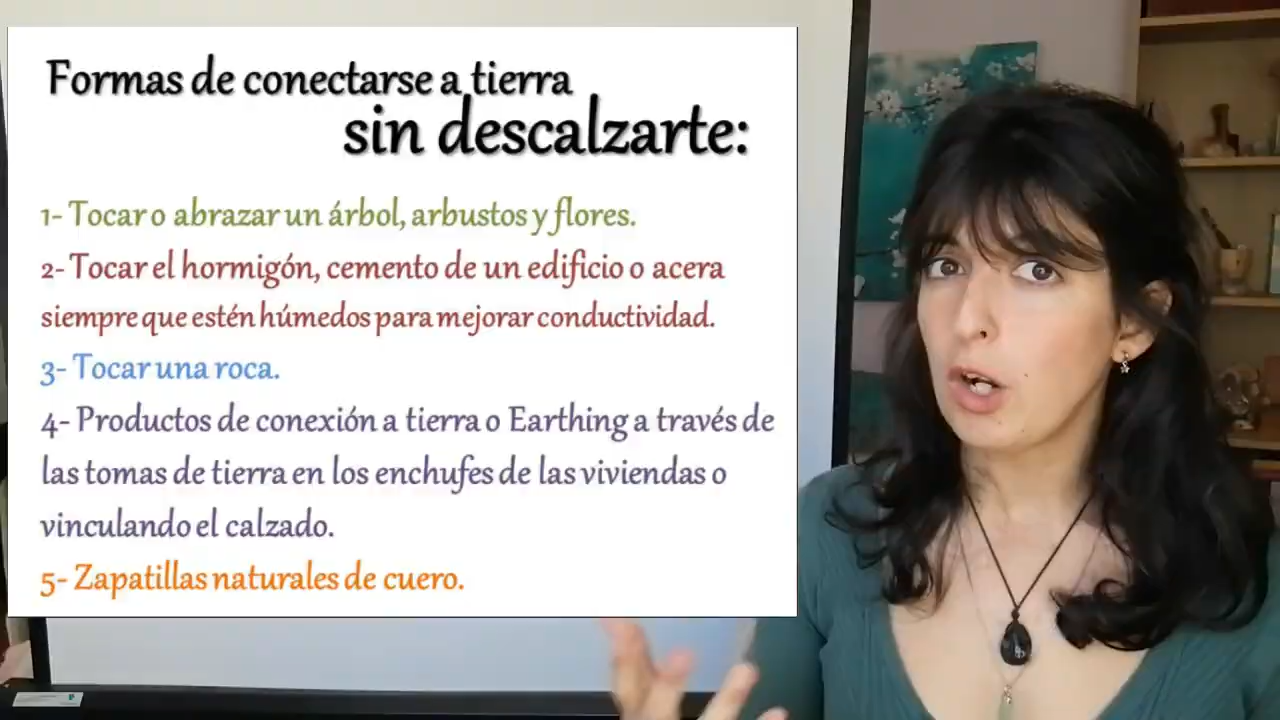 Formas de conectarse a tierra
sin descalzarte:
1- Tocar o abrazar un árbol, arbustos y flores.
2- Tocar el hormigón, cemento de un edificio o acera
siempre que estén húmedos para mejorar conductividad.
3- Tocar una roca.
4- Productos de conexión a tierra o Earthing a través de
las tomas de tierra en los enchufes de las viviendas o
vinculando el calzado.
5- Zapatillas naturales de cuero.